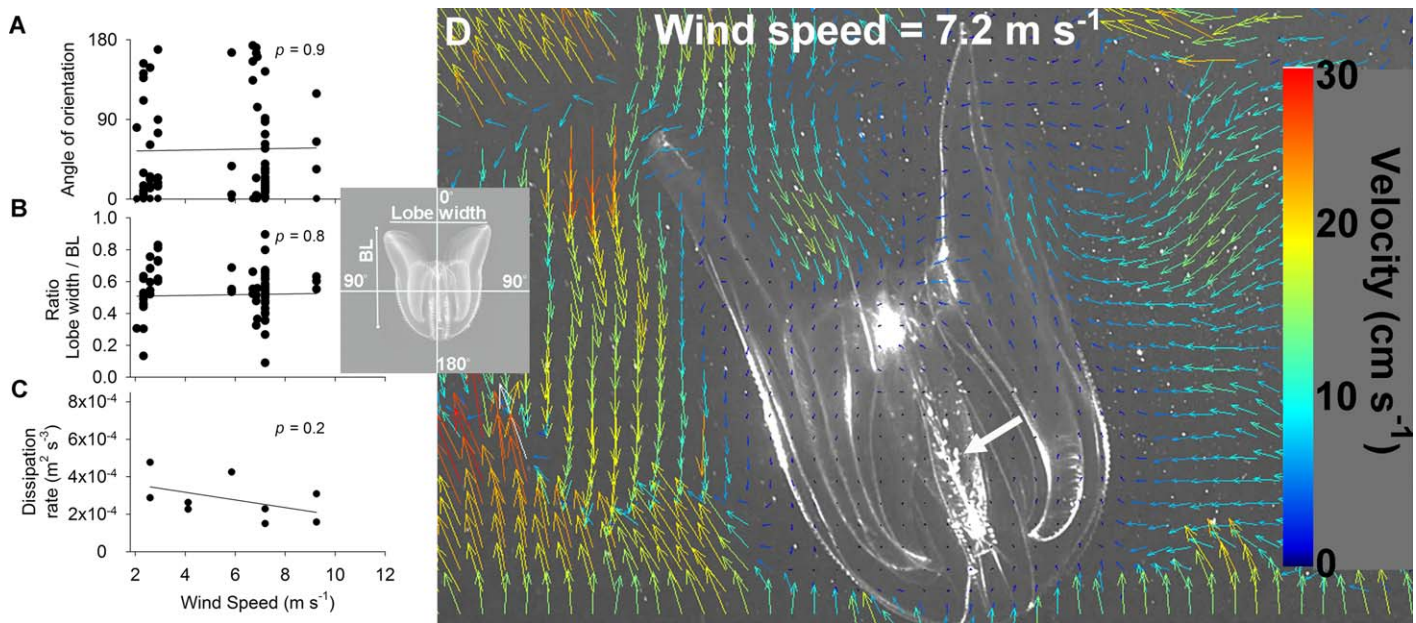 A
180
90
0
Angle of orientation
p = 0.9
B
1.0
0.8
0.6
0.4
0.2
0.0
Ratio
Lobe width / BL
p = 0.8
0°
Lobe width
BL
90°
90°
180°
C
8x10⁻⁴
6x10⁻⁴
4x10⁻⁴
2x10⁻⁴
0
Dissipation
rate (m² s⁻³)
p = 0.2
2
4
6
8
10
12
Wind Speed (m s⁻¹)
D
Wind speed = 7.2 m s⁻¹
30
20
10
0
Velocity (cm s⁻¹)